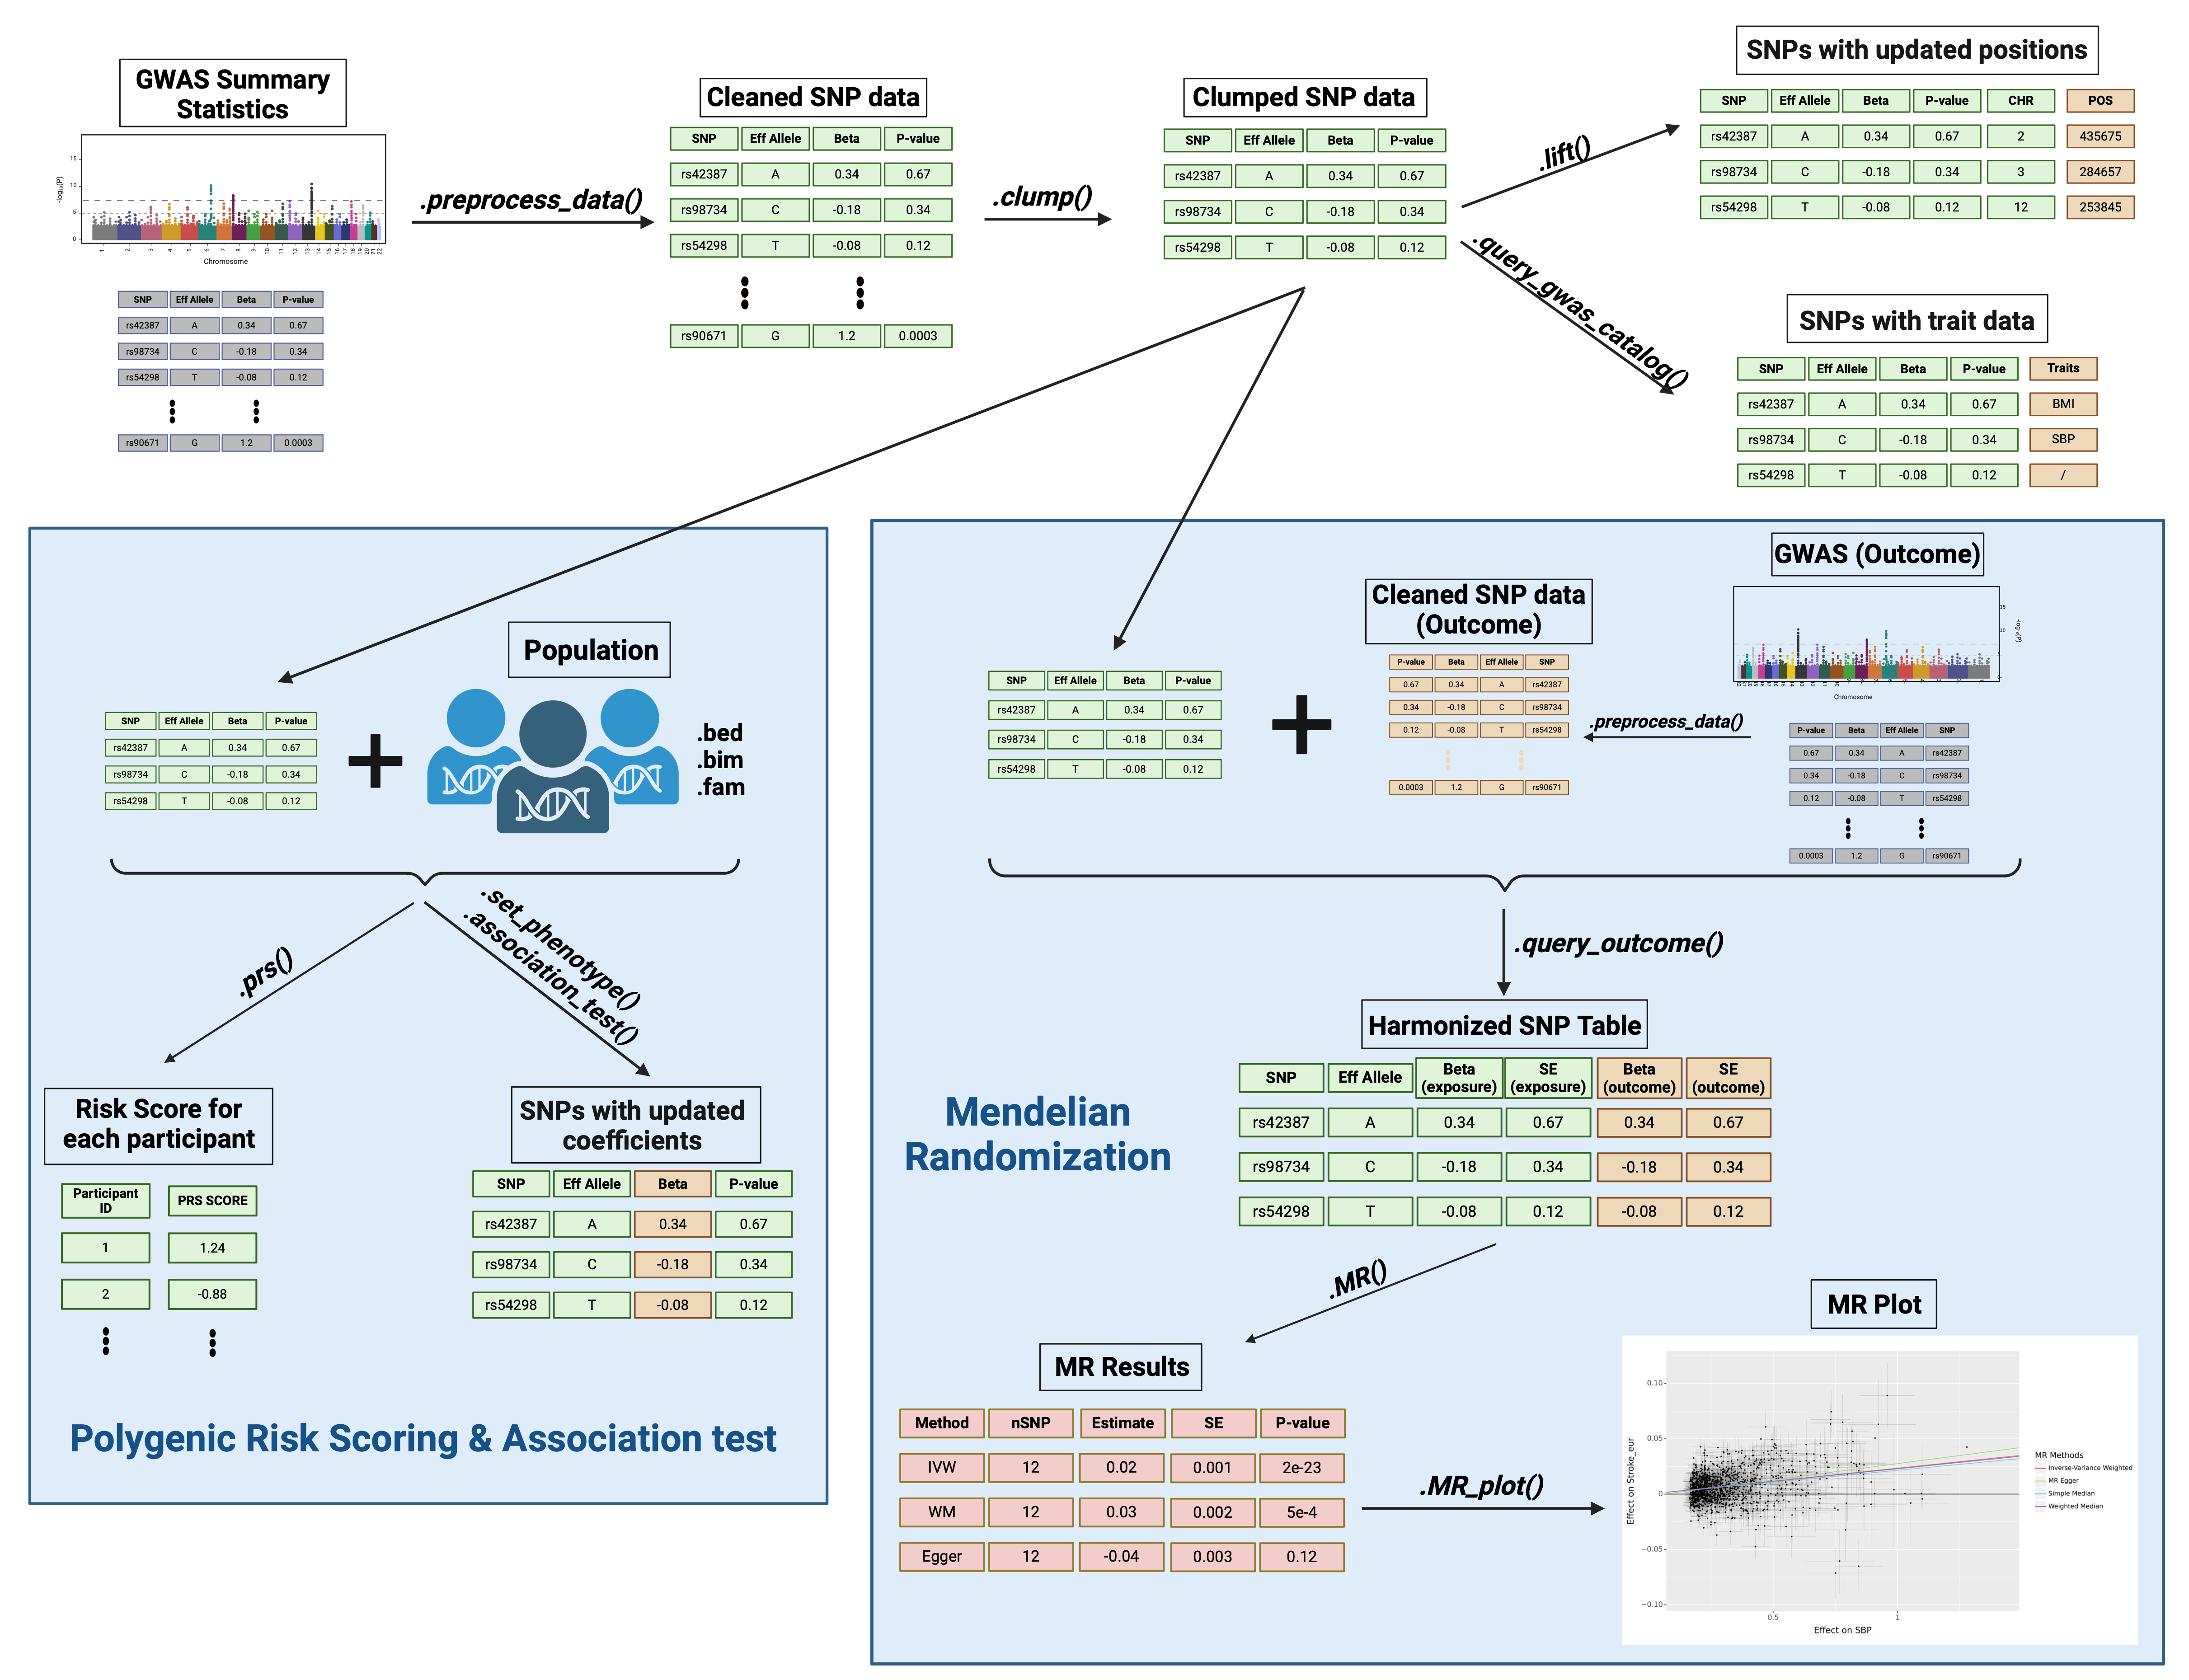 GWAS Summary
Statistics
15
10
5
0
-log₁₀(P)
1 2 3 4 5 6 7 8 9 10 11 12 13 14 15 16 17 18 19 20 21 22
Chromosome
SNP Eff Allele Beta P-value
rs42387 A 0.34 0.67
rs98734 C -0.18 0.34
rs54298 T -0.08 0.12
rs90671 G 1.2 0.0003
.preprocess_data()
Cleaned SNP data
SNP Eff Allele Beta P-value
rs42387 A 0.34 0.67
rs98734 C -0.18 0.34
rs54298 T -0.08 0.12
rs90671 G 1.2 0.0003
.clump()
Clumped SNP data
SNP Eff Allele Beta P-value
rs42387 A 0.34 0.67
rs98734 C -0.18 0.34
rs54298 T -0.08 0.12
.lift()
SNPs with updated positions
SNP Eff Allele Beta P-value CHR POS
rs42387 A 0.34 0.67 2 435675
rs98734 C -0.18 0.34 3 284657
rs54298 T -0.08 0.12 12 253845
.query_gwas_catalog()
SNPs with trait data
SNP Eff Allele Beta P-value Traits
rs42387 A 0.34 0.67 BMI
rs98734 C -0.18 0.34 SBP
rs54298 T -0.08 0.12 /
Population
SNP Eff Allele Beta P-value
rs42387 A 0.34 0.67
rs98734 C -0.18 0.34
rs54298 T -0.08 0.12
+
.bed
.bim
.fam
.prs()
.set_phenotype()
.association_test()
Risk Score for
each participant
Participant
ID
PRS SCORE
1 1.24
2 -0.88
SNPs with updated
coefficients
SNP Eff Allele Beta P-value
rs42387 A 0.34 0.67
rs98734 C -0.18 0.34
rs54298 T -0.08 0.12
Polygenic Risk Scoring & Association test
SNP Eff Allele Beta P-value
rs42387 A 0.34 0.67
rs98734 C -0.18 0.34
rs54298 T -0.08 0.12
+
Cleaned SNP data
(Outcome)
P-value Beta Eff Allele SNP
0.67 0.34 A rs42387
0.34 -0.18 C rs98734
0.12 -0.08 T rs54298
0.0003 1.2 G rs90671
.preprocess_data()
GWAS (Outcome)
15
10
-log₁₀(P)
Chromosome
P-value Beta Eff Allele SNP
0.67 0.34 A rs42387
0.34 -0.18 C rs98734
0.12 -0.08 T rs54298
0.0003 1.2 G rs90671
.query_outcome()
Harmonized SNP Table
SNP Eff Allele Beta (exposure) SE (exposure) Beta (outcome) SE (outcome)
rs42387 A 0.34 0.67 0.34 0.67
rs98734 C -0.18 0.34 -0.18 0.34
rs54298 T -0.08 0.12 -0.08 0.12
Mendelian
Randomization
.MR()
MR Results
Method nSNP Estimate SE P-value
IVW 12 0.02 0.001 2e-23
WM 12 0.03 0.002 5e-4
Egger 12 -0.04 0.003 0.12
.MR_plot()
MR Plot
0.10
0.05
0
−0.05
−0.10
Effect on Stroke_eur
0.5 1
Effect on SBP
MR Methods
Inverse-Variance Weighted
MR Egger
Simple Median
Weighted Median